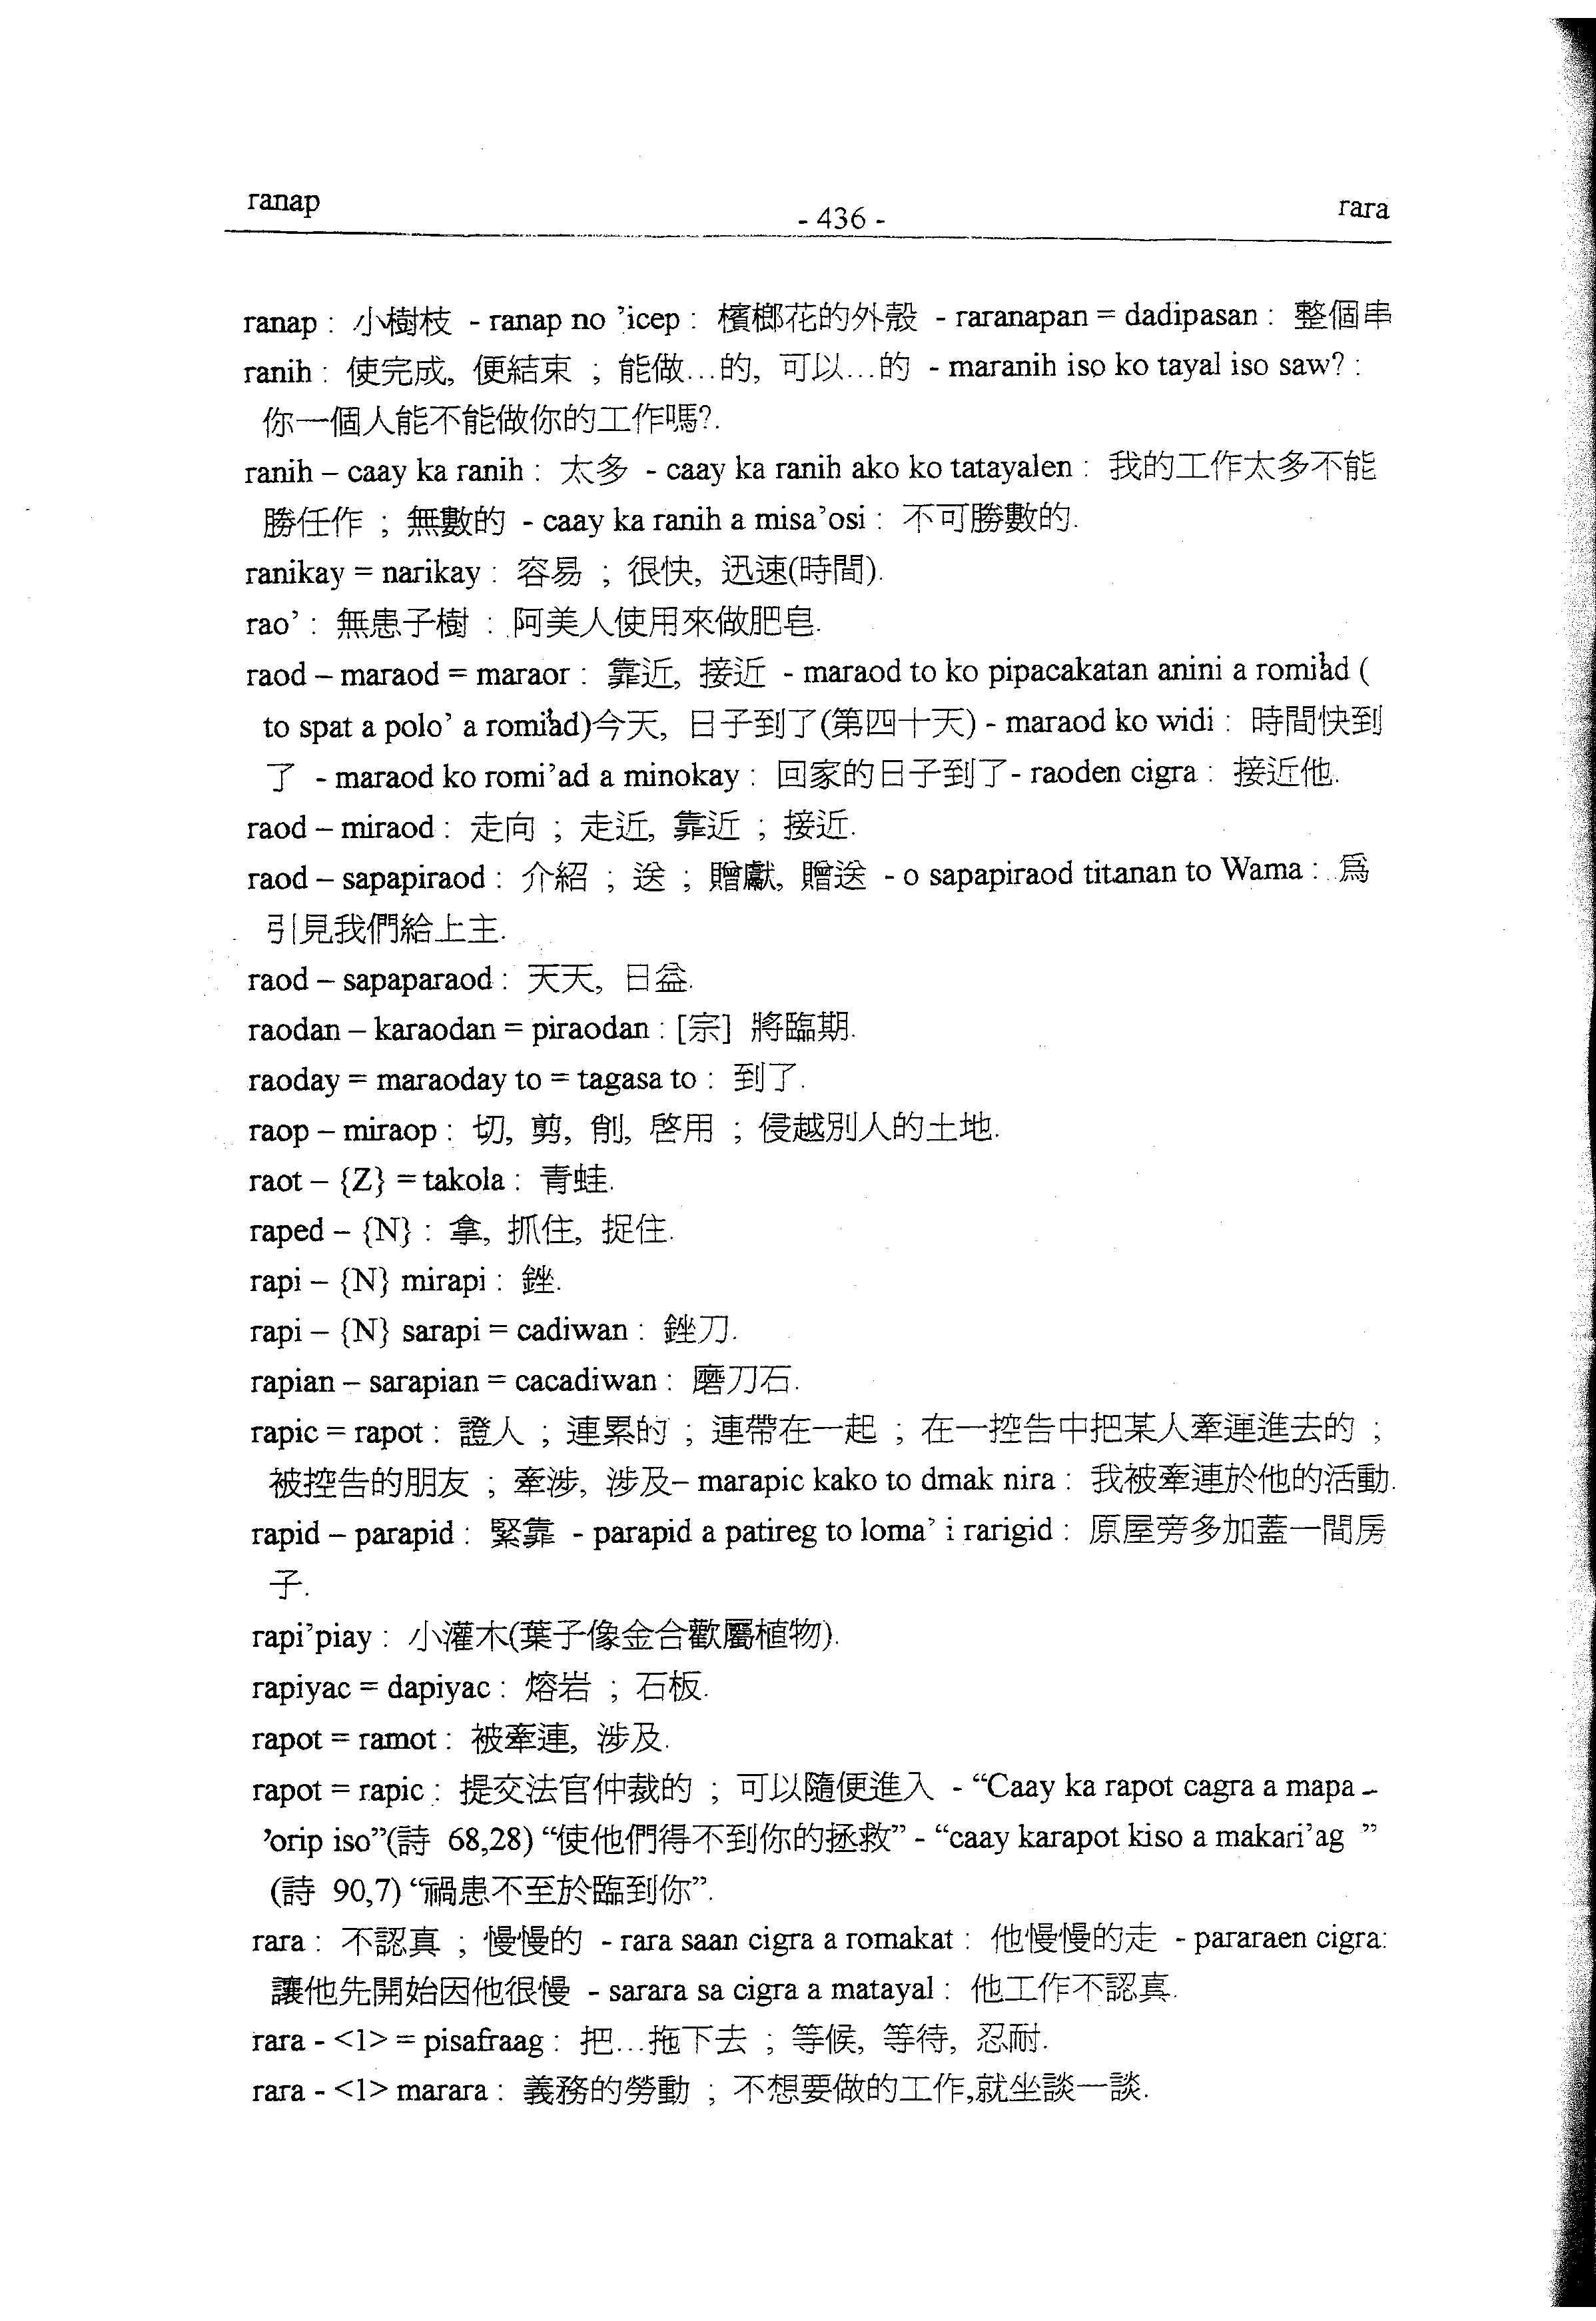 ranap
- 436 -
rara
ranap : 小樹枝 - ranap no ’icep : 檳榔花的外殼 - raranapan = dadipasan : 整個串
ranih : 使完成, 便結束 ; 能做...的, 可以...的 - maranih iso ko tayal iso saw? :
你一個人能不能做你的工作嗎?.
ranih – caay ka ranih : 太多 - caay ka ranih ako ko tatayalen : 我的工作太多不能
勝任作 ; 無數的 - caay ka ranih a misa’osi : 不可勝數的.
ranikay = narikay : 容易 ; 很快, 迅速(時間).
rao’ : 無患子樹 : 阿美人使用來做肥皂.
raod – maraod = maraor : 靠近, 接近 - maraod to ko pipacakatan anini a romi’ad (
to spat a polo’ a romi’ad)今天, 日子到了(第四十天) - maraod ko widi : 時間快到
了 - maraod ko romi’ad a minokay : 回家的日子到了- raoden cigra : 接近他.
raod – miraod : 走向 ; 走近, 靠近 ; 接近.
raod – sapapiraod : 介紹 ; 送 ; 贈獻, 贈送 - o sapapiraod titanan to Wama : 爲
引見我們給上主.
raod – sapaparaod : 天天, 日益.
raodan – karaodan = piraodan : [宗] 將臨期.
raoday = maraoday to = tagasa to : 到了.
raop – miraop : 切, 剪, 削, 啓用 ; 侵越別人的土地.
raot – {Z} = takola : 青蛙.
raped – {N} : 拿, 抓住, 捉住.
rapi – {N} mirapi : 銼.
rapi – {N} sarapi = cadiwan : 銼刀.
rapian – sarapian = cacadiwan : 磨刀石.
rapic = rapot : 證人 ; 連累的 ; 連帶在一起 ; 在一控告中把某人牽運進去的 ;
被控告的朋友 ; 牽涉, 涉及– marapic kako to dmak nira : 我被牽連於他的活動.
rapid – parapid : 緊靠 - parapid a patireg to loma’ i rarigid : 原屋旁多加蓋一間房
子.
rapi’piay : 小灌木(葉子像金合歡屬植物).
rapiyac = dapiyac : 熔岩 ; 石板.
rapot = ramot : 被牽連, 涉及.
rapot = rapic : 提交法官仲裁的 ; 可以隨便進入 - “Caay ka rapot cagra a mapa -
’orip iso”(詩 68,28) “使他們得不到你的拯救” - “caay karapot kiso a makari’ag ”
(詩 90,7) “禍患不至於臨到你”.
rara : 不認真 ; 慢慢的 - rara saan cigra a romakat : 他慢慢的走 - pararaen cigra:
讓他先開始因他很慢 - sarara sa cigra a matayal : 他工作不認真.
rara - <1> = pisafraag : 把...拖下去 ; 等候, 等待, 忍耐.
rara - <1> marara : 義務的勞動 ; 不想要做的工作,就坐談一談.